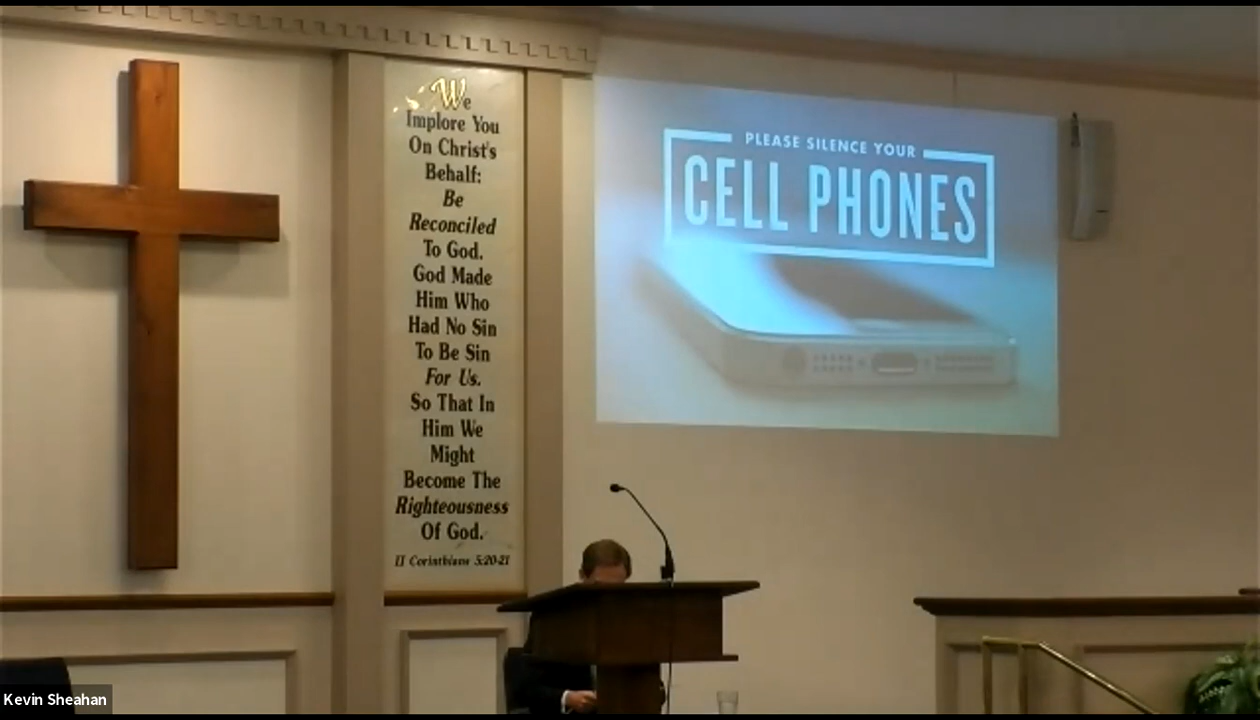 We
Implore You
On Christ's
Behalf:
Be
Reconciled
To God.
God Made
Him Who
Had No Sin
To Be Sin
For Us.
So That In
Him We
Might
Become The
Righteousness
Of God.
II Corinthians 5:20-21
PLEASE SILENCE YOUR
CELL PHONES
Kevin Sheahan